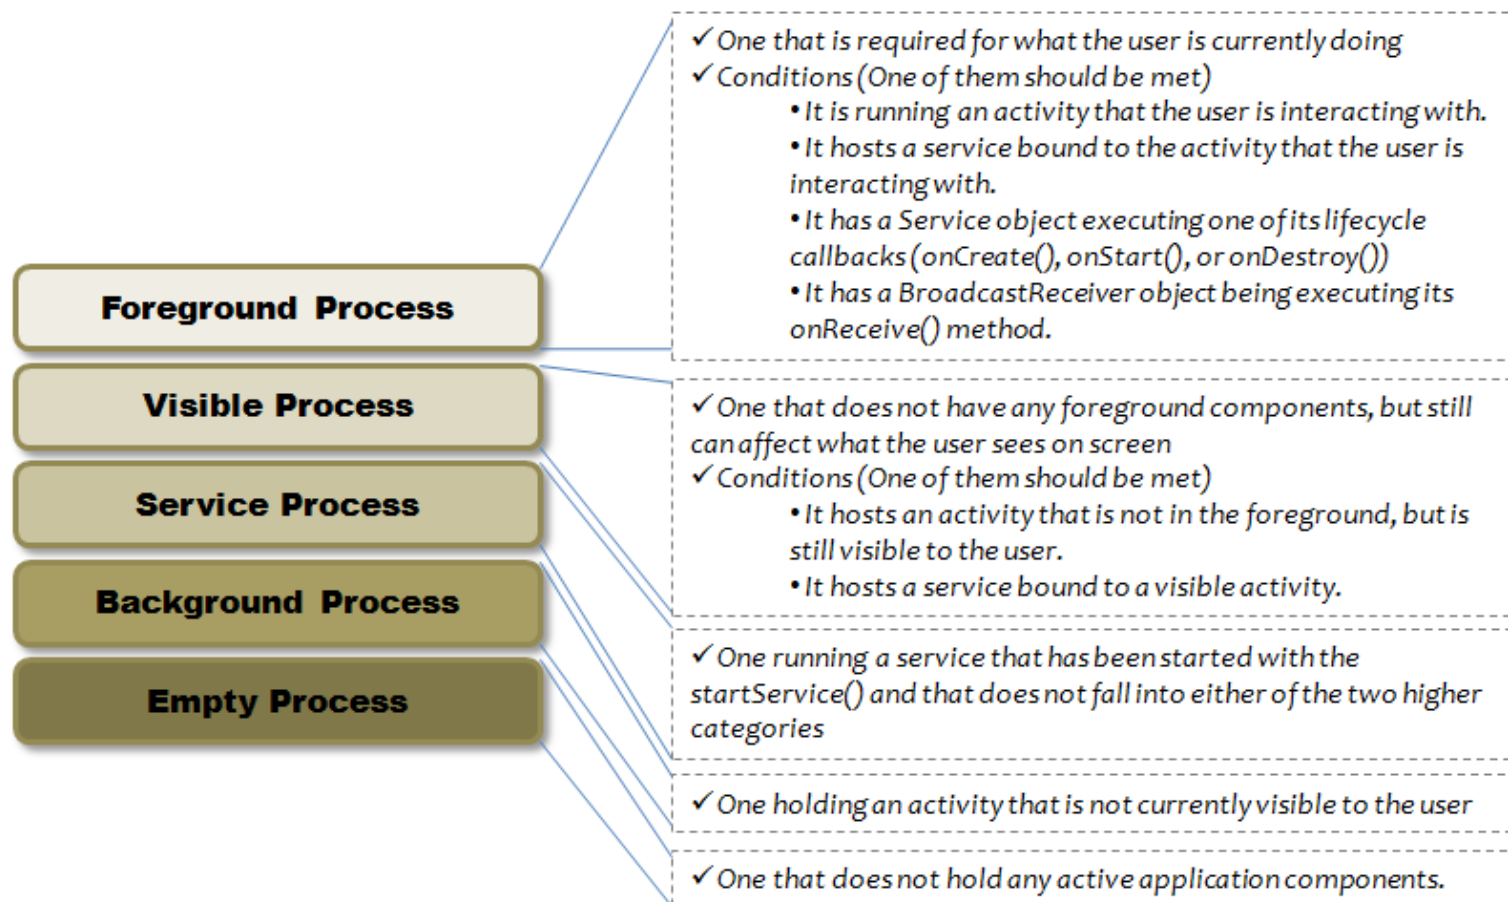 Foreground Process
Visible Process
Service Process
Background Process
Empty Process
✓ One that is required for what the user is currently doing
✓ Conditions (One of them should be met)
• It is running an activity that the user is interacting with.
• It hosts a service bound to the activity that the user is
interacting with.
• It has a Service object executing one of its lifecycle
callbacks (onCreate(), onStart(), or onDestroy())
• It has a BroadcastReceiver object being executing its
onReceive() method.
✓ One that does not have any foreground components, but still
can affect what the user sees on screen
✓ Conditions (One of them should be met)
• It hosts an activity that is not in the foreground, but is
still visible to the user.
• It hosts a service bound to a visible activity.
✓ One running a service that has been started with the
startService() and that does not fall into either of the two higher
categories
✓ One holding an activity that is not currently visible to the user
✓ One that does not hold any active application components.